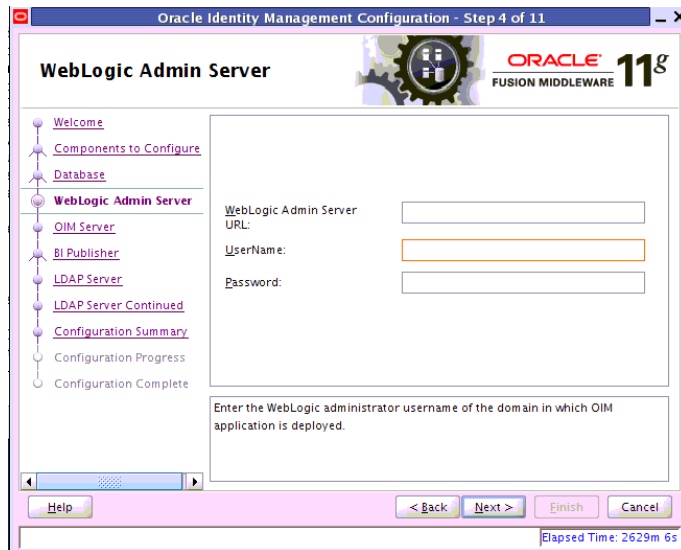 Oracle Identity Management Configuration - Step 4 of 11
WebLogic Admin Server
ORACLE
FUSION MIDDLEWARE
11g
Welcome
Components to Configure
Database
WebLogic Admin Server
OIM Server
BI Publisher
LDAP Server
LDAP Server Continued
Configuration Summary
Configuration Progress
Configuration Complete
WebLogic Admin Server
URL:
UserName:
Password:
Enter the WebLogic administrator username of the domain in which OIM
application is deployed.
Help
< Back
Next >
Finish
Cancel
Elapsed Time: 2629m 6s